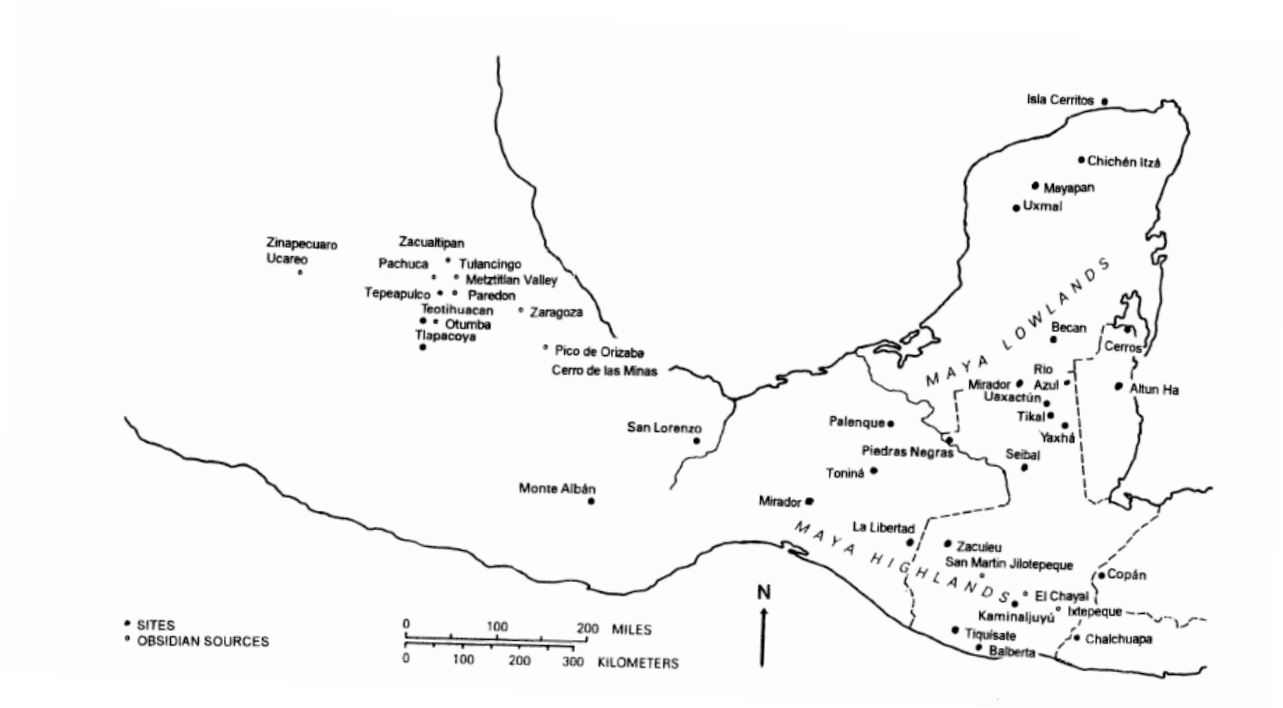 Isla Cerritos
Chichén Itzá
Mayapan
Uxmal
Zinapecuaro
Ucareo
Zacualtipan
Pachuca
Tulancingo
Metztitlan Valley
Tepeapulco
Paredon
Teotihuacan
Otumba
Zaragoza
Tlapacoya
Pico de Orizaba
Cerro de las Minas
MAYA LOWLANDS
Becan
Cerros
Rio
Azul
Mirador
Uaxactún
Altun Ha
Tikal
Yaxhá
San Lorenzo
Palenque
Piedras Negras
Seibal
Toniná
Monte Albán
Mirador
MAYA HIGHLANDS
La Libertad
Zaculeu
San Martin Jilotepeque
Copán
El Chayal
Ixtepeque
Kaminaljuyú
Tiquisate
Chalchuapa
Balberta
N
SITES
OBSIDIAN SOURCES
0 100 200 MILES
0 100 200 300 KILOMETERS